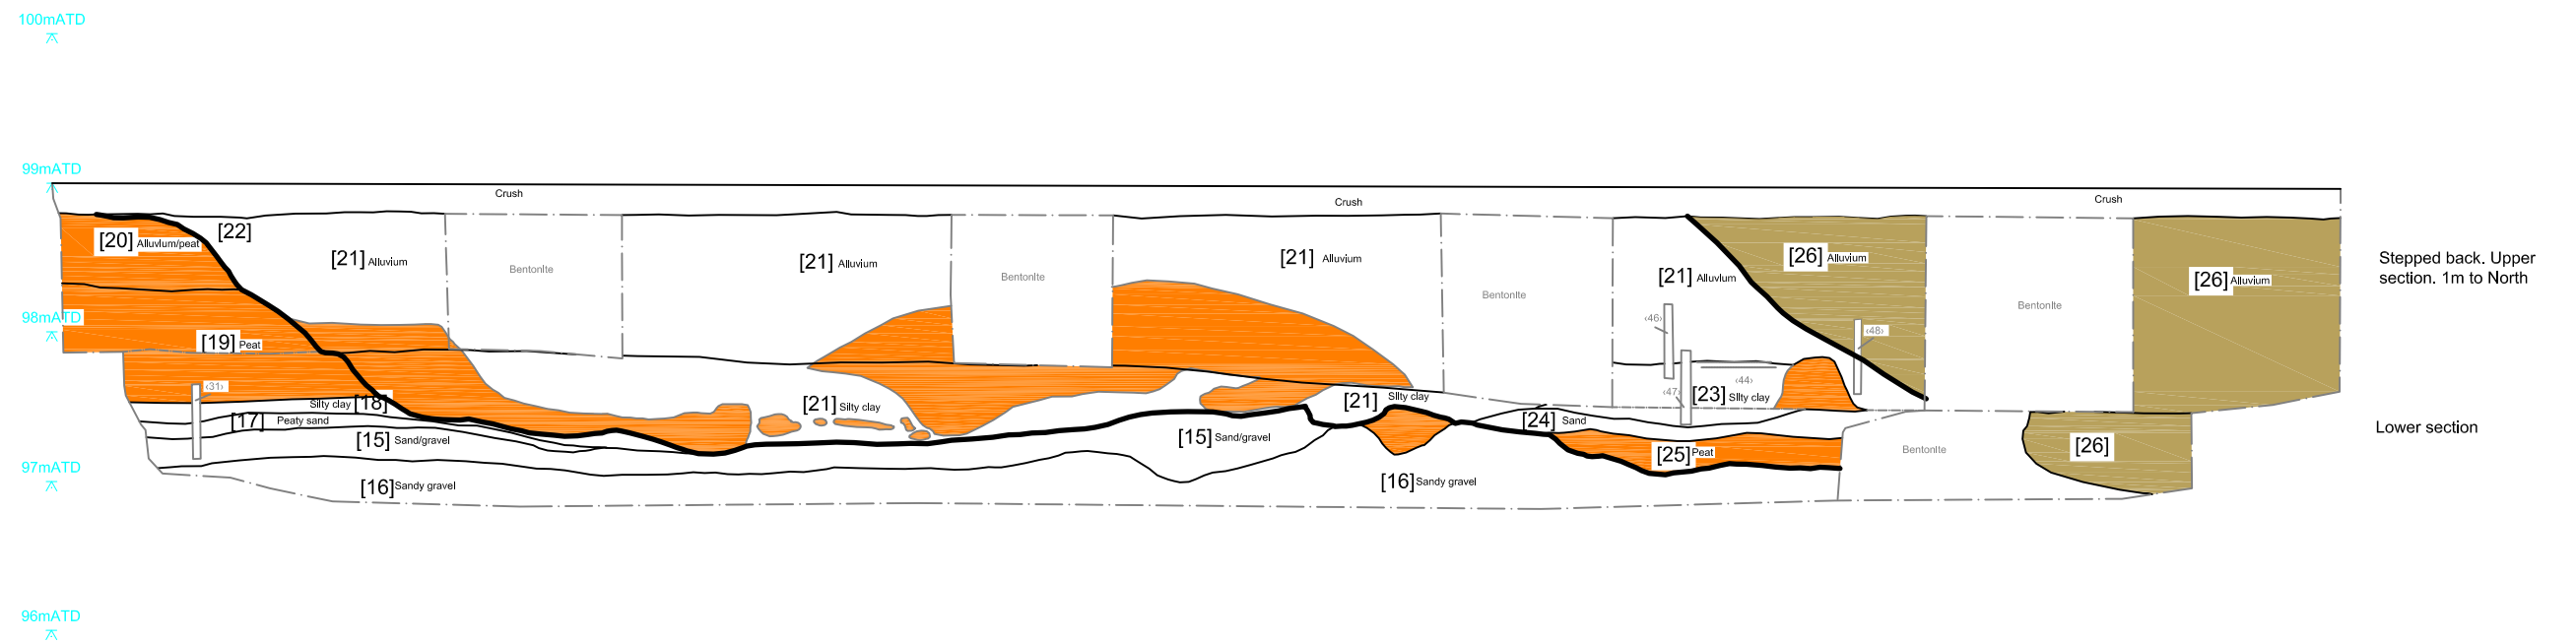 100mATD
99mATD
Crush
Crush
Crush
[20] Alluvium/peat
[22]
[21] Alluvium
Bentonite
[21] Alluvium
Bentonite
[21] Alluvium
Bentonite
[21] Alluvium
[26] Alluvium
Bentonite
[26] Alluvium
Stepped back. Upper
section. 1m to North
98mATD
[19] Peat
‹46›
‹48›
‹31›
Silty clay [18]
[17] Peaty sand
[15] Sand/gravel
[21] Silty clay
[15] Sand/gravel
[21] Silty clay
‹47›
‹44›
[23] Silty clay
[24] Sand
[25] Peat
Bentonite
[26]
Lower section
97mATD
[16] Sandy gravel
[16] Sandy gravel
96mATD